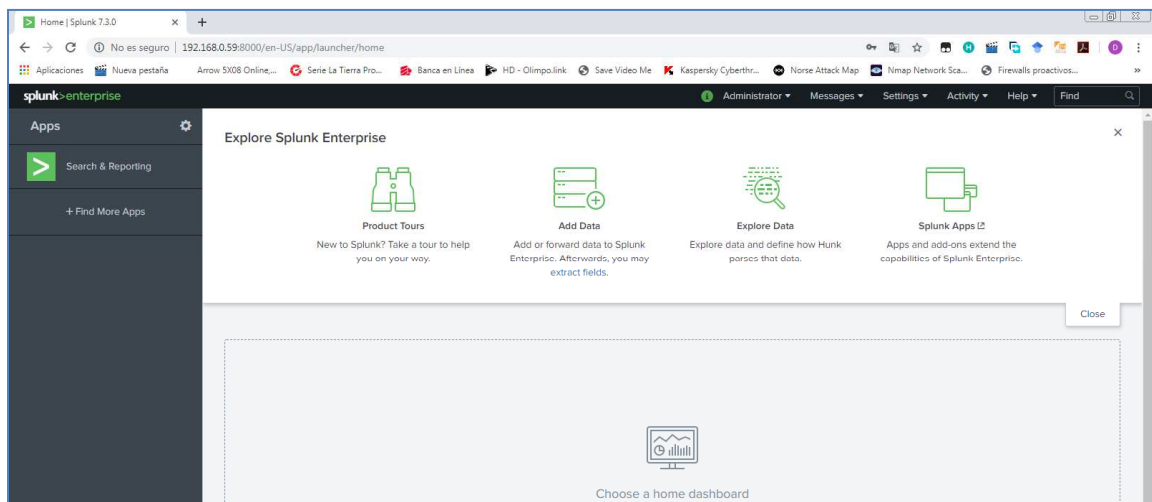 Home | Splunk 7.3.0
No es seguro | 192.168.0.59:8000/en-US/app/launcher/home
Aplicaciones Nueva pestaña Arrow 5X08 Online,... Serie La Tierra Pro... Banca en Línea HD - Olimpo.link Save Video Me Kaspersky Cyberthr... Norse Attack Map Nmap Network Sca... Firewalls proactivos... »
splunk>enterprise Administrator Messages Settings Activity Help Find
Apps
Search & Reporting
+ Find More Apps
Explore Splunk Enterprise
Product Tours
New to Splunk? Take a tour to help
you on your way.
Add Data
Add or forward data to Splunk
Enterprise. Afterwards, you may
extract fields.
Explore Data
Explore data and define how Hunk
parses that data.
Splunk Apps
Apps and add-ons extend the
capabilities of Splunk Enterprise.
Close
Choose a home dashboard